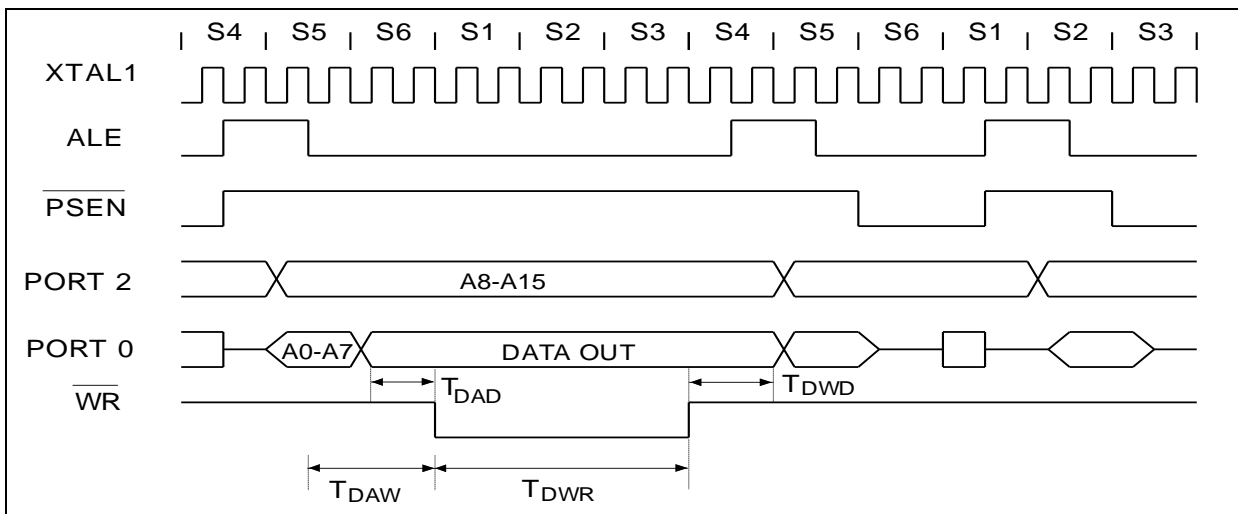 S4 S5 S6 S1 S2 S3 S4 S5 S6 S1 S2 S3
XTAL1
ALE
PSEN
PORT 2 A8-A15
PORT 0 A0-A7 DATA OUT
TDAD TDWD
WR
TDAW TDWR